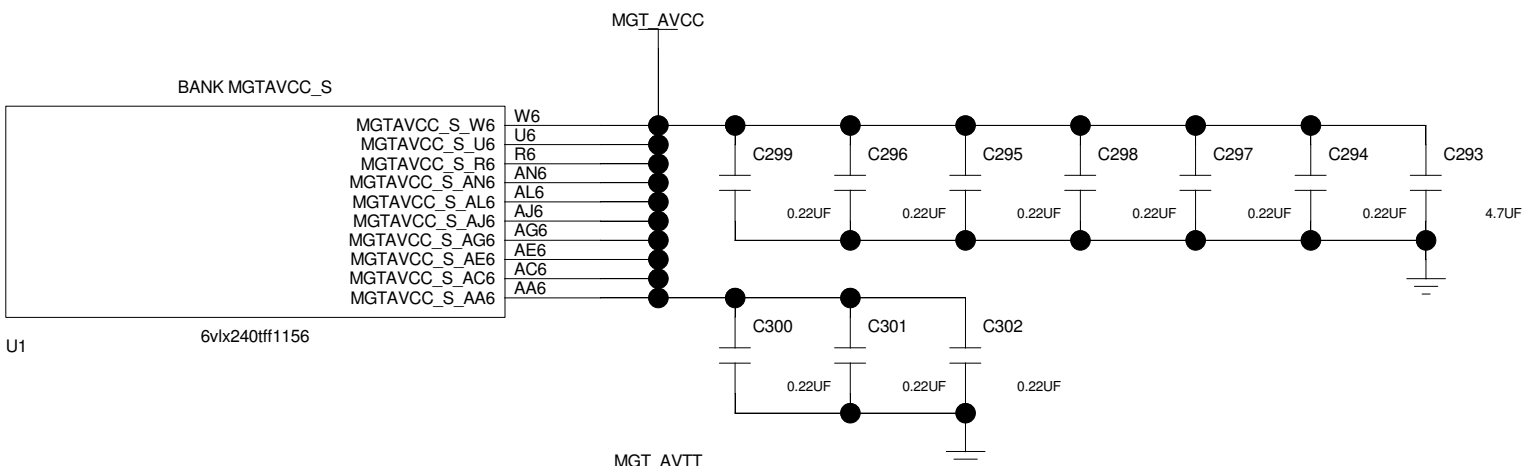 MGT_AVCC
BANK MGTAVCC_S
MGTAVCC_S_W6 W6
MGTAVCC_S_U6 U6
MGTAVCC_S_R6 R6
MGTAVCC_S_AN6 AN6
MGTAVCC_S_AL6 AL6
MGTAVCC_S_AJ6 AJ6
MGTAVCC_S_AG6 AG6
MGTAVCC_S_AE6 AE6
MGTAVCC_S_AC6 AC6
MGTAVCC_S_AA6 AA6
C299 C296 C295 C298 C297 C294 C293
0.22UF 0.22UF 0.22UF 0.22UF 0.22UF 0.22UF 4.7UF
U1 6vlx240tff1156
C300 C301 C302
0.22UF 0.22UF 0.22UF
MGT_AVTT